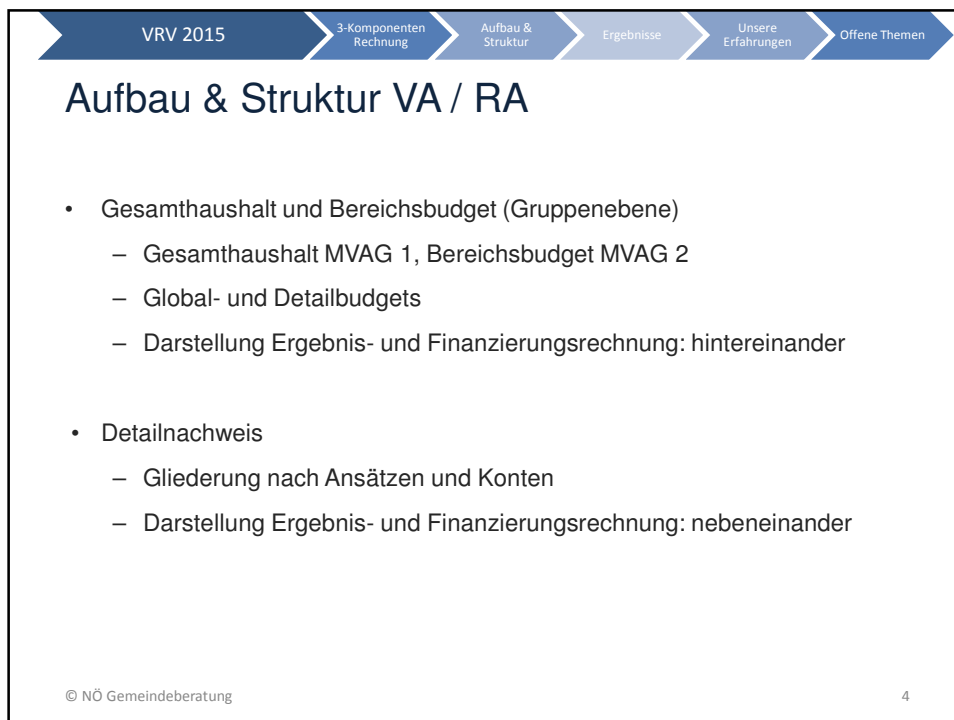 VRV 2015
3-Komponenten
Rechnung
Aufbau &
Struktur
Ergebnisse
Unsere
Erfahrungen
Offene Themen
Aufbau & Struktur VA / RA
• Gesamthaushalt und Bereichsbudget (Gruppenebene)
– Gesamthaushalt MVAG 1, Bereichsbudget MVAG 2
– Global- und Detailbudgets
– Darstellung Ergebnis- und Finanzierungsrechnung: hintereinander
• Detailnachweis
– Gliederung nach Ansätzen und Konten
– Darstellung Ergebnis- und Finanzierungsrechnung: nebeneinander
© NÖ Gemeindeberatung
4